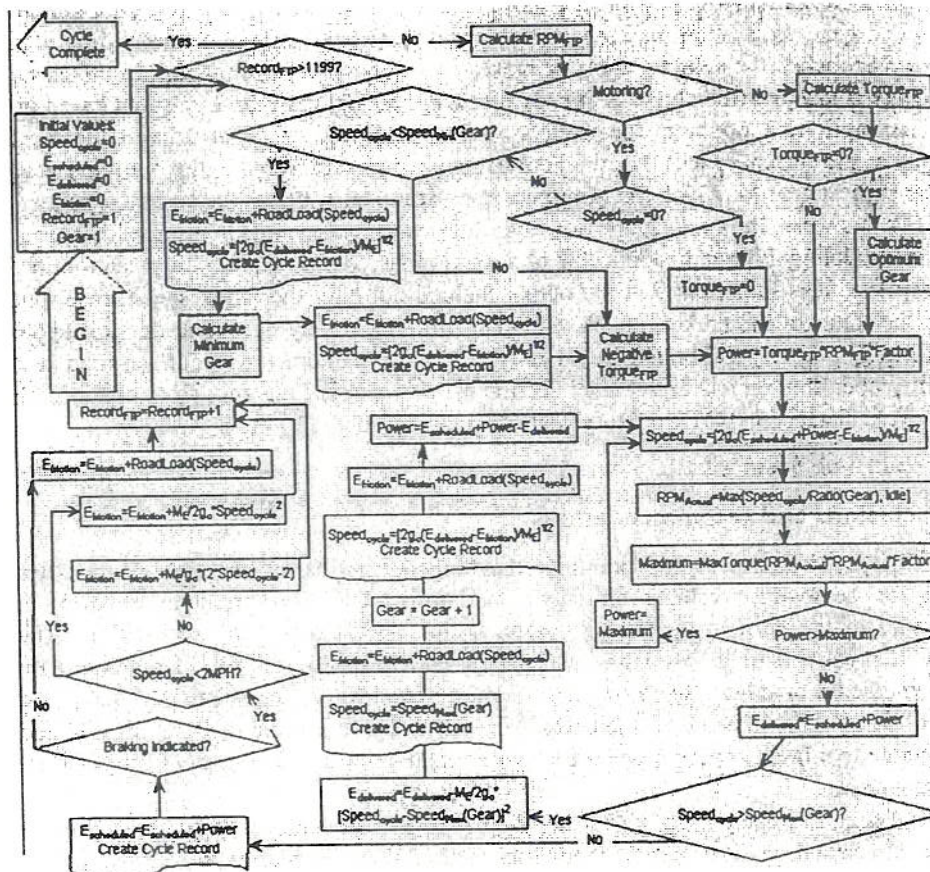 Cycle
Complete
Yes
No
Calculate RPM_FTP
Record_FTP>1199?
Motoring?
No
Calculate Torque_FTP
Initial Values:
Speed_cycle=0
E_scheduled=0
E_delivered=0
E_friction=0
Record_FTP=1
Gear=1
Speed_cycle<Speed_Min(Gear)?
Yes
Yes
Torque_FTP=0?
No
Yes
No
E_friction=E_friction+RoadLoad(Speed_cycle)
Speed_cycle=[2g_o(E_delivered-E_friction)/M_E]^1/2
Create Cycle Record
Speed_cycle=0?
Yes
Calculate
Optimum
Gear
BEGIN
No
Torque_FTP=0
Calculate
Minimum
Gear
E_friction=E_friction+RoadLoad(Speed_cycle)
Speed_cycle=[2g_o(E_delivered-E_friction)/M_E]^1/2
Create Cycle Record
Calculate
Negative
Torque_FTP
Power=Torque_FTP*RPM_FTP*Factor
Record_FTP=Record_FTP+1
Power=E_scheduled+Power-E_delivered
Speed_cycle=[2g_o(E_scheduled+Power-E_friction)/M_E]^1/2
E_friction=E_friction+RoadLoad(Speed_cycle)
E_friction=E_friction+RoadLoad(Speed_cycle)
RPM_Actual=Max[Speed_cycle/Ratio(Gear), Idle]
E_friction=E_friction+M_E/2g_o*Speed_cycle^2
Speed_cycle=[2g_o(E_delivered-E_friction)/M_E]^1/2
Create Cycle Record
Maximum=MaxTorque(RPM_Actual)*RPM_Actual*Factor
E_friction=E_friction+M_E/g_o*(2*Speed_cycle-2)
Gear = Gear + 1
Power=
Maximum
Yes
Power>Maximum?
Yes
No
E_friction=E_friction+RoadLoad(Speed_cycle)
No
Speed_cycle<2MPH?
No
Yes
Speed_cycle=Speed_Max(Gear)
Create Cycle Record
E_delivered=E_scheduled+Power
Braking Indicated?
E_delivered=E_delivered-M_E/2g_o*
[Speed_cycle-Speed_Max(Gear)]^2
Yes
Speed_cycle>Speed_Max(Gear)?
No
E_scheduled=E_scheduled+Power
Create Cycle Record